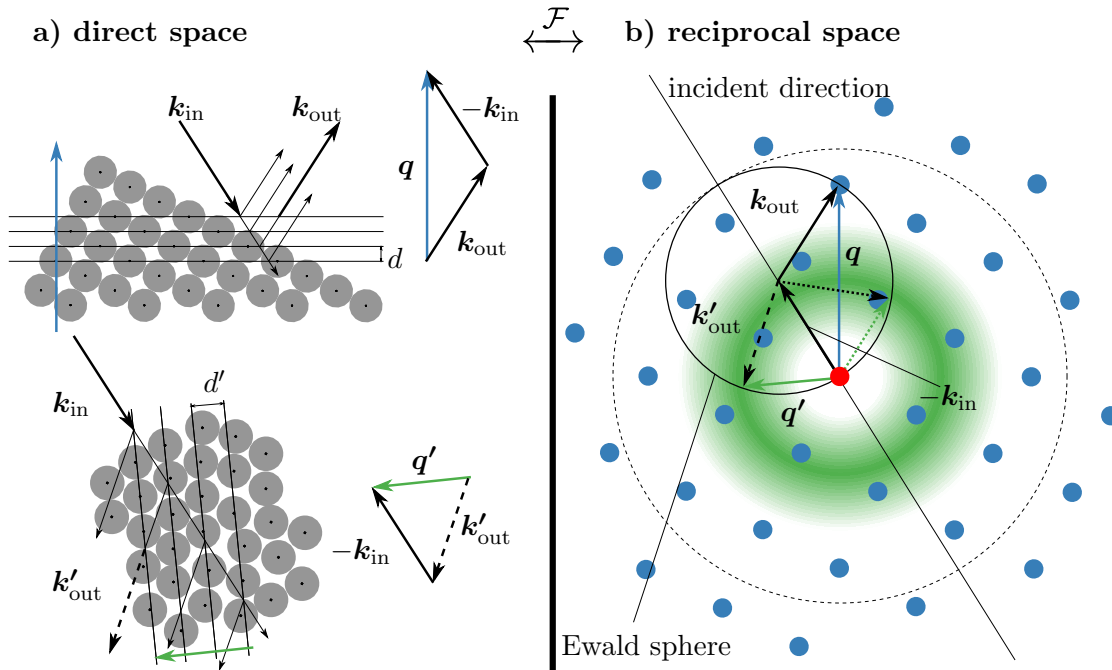 a) direct space
ℱ
b) reciprocal space
k_in
k_out
−k_in
q
k_out
d
incident direction
k_out
q
k′_out
−k_in
q′
k_in
d′
q′
k′_out
−k_in
k′_out
Ewald sphere